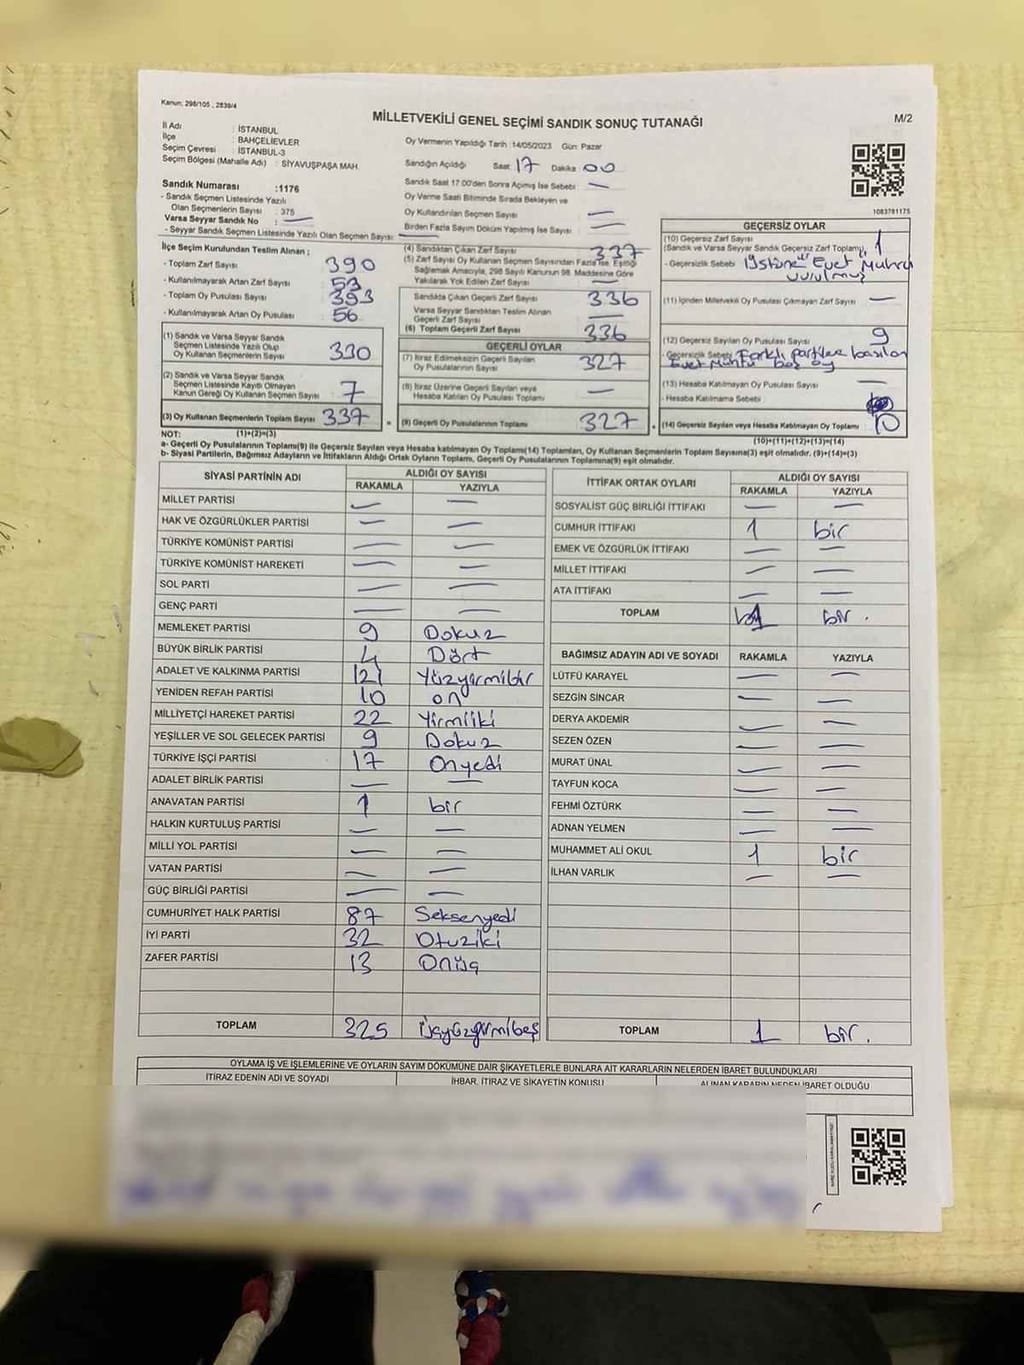 Kanun; 298/105 , 2839/4
MİLLETVEKİLİ GENEL SEÇİMİ SANDIK SONUÇ TUTANAĞI
M/2
İl Adı : İSTANBUL
İlçe : BAHÇELİEVLER
Seçim Çevresi : İSTANBUL-3
Seçim Bölgesi (Mahalle Adı) : SİYAVUŞPAŞA MAH.
Oy Vermenin Yapıldığı Tarih 14/05/2023 Gün: Pazar
Sandığın Açıldığı Saat 17 Dakika 00
Sandık Saat 17.00'den Sonra Açımış İse Sebebi —
Oy Verme Saati Bitiminde Sırada Bekleyen ve
Oy Kullandırılan Seçmen Sayısı —
Birden Fazla Sayım Döküm Yapılmış İse Sayısı —
1083781175
Sandık Numarası :1176
- Sandık Seçmen Listesinde Yazılı
Olan Seçmenlerin Sayısı : 375
Varsa Seyyar Sandık No : —
- Seyyar Sandık Seçmen Listesinde Yazılı Olan Seçmen Sayısı —
İlçe Seçim Kurulundan Teslim Alınan ;
- Toplam Zarf Sayısı 390
- Kullanılmayarak Artan Zarf Sayısı 53
- Toplam Oy Pusulası Sayısı 393
- Kullanılmayarak Artan Oy Pusulası 56
(1) Sandık ve Varsa Seyyar Sandık
Seçmen Listesinde Yazılı Olup
Oy Kullanan Seçmenlerin Sayısı 330
(2) Sandık ve Varsa Seyyar Sandık
Seçmen Listesinde Kayıtlı Olmayan
Kanun Gereği Oy Kullanan Seçmen Sayısı 7
(3) Oy Kullanan Seçmenlerin Toplam Sayısı 337
(4) Sandıktan Çıkan Zarf Sayısı 337
(5) Zarf Sayısı Oy Kullanan Seçmen Sayısından Fazla İse, Eşitliği
Sağlamak Amacıyla, 298 Sayılı Kanunun 98. Maddesine Göre
Yakılarak Yok Edilen Zarf Sayısı —
Sandıkta Çıkan Geçerli Zarf Sayısı 336
Varsa Seyyar Sandıktan Teslim Alınan
Geçerli Zarf Sayısı —
(6) Toplam Geçerli Zarf Sayısı 336
GEÇERLİ OYLAR
(7) İtiraz Edilmeksizin Geçerli Sayılan
Oy Pusulalarının Sayısı 327
(8) İtiraz Üzerine Geçerli Sayılan veya
Hesaba Katılan Oy Pusulası Toplamı —
(9) Geçerli Oy Pusulalarının Toplamı 327
GEÇERSİZ OYLAR
(10) Geçersiz Zarf Sayısı
(Sandık ve Varsa Seyyar Sandık Geçersiz Zarf Toplamı) 1
- Geçersizlik Sebebi Üstüne "Evet" Mührü
vurulmuş
(11) İçinden Milletvekili Oy Pusulası Çıkmayan Zarf Sayısı —
(12) Geçersiz Sayılan Oy Pusulası Sayısı 9
- Geçersizlik Sebebi Farklı partilere basılan
Evet Mührü boş oy
(13) Hesaba Katılmayan Oy Pusulası Sayısı —
- Hesaba Katılmama Sebebi
(14) Geçersiz Sayılan veya Hesaba Katılmayan Oy Toplamı 10
NOT: (1)+(2)=(3)
(10)+(11)+(12)+(13)=(14)
a- Geçerli Oy Pusulalarının Toplamı(9) ile Geçersiz Sayılan veya Hesaba katılmayan Oy Toplamı(14) Toplamları, Oy Kullanan Seçmenlerin Toplam Sayısına(3) eşit olmalıdır. (9)+(14)=(3)
b- Siyasi Partilerin, Bağımsız Adayların ve İttifakların Aldığı Ortak Oyların Toplamı, Geçerli Oy Pusulalarının Toplamına(9) eşit olmalıdır.
SİYASİ PARTİNİN ADI ALDIĞI OY SAYISI
RAKAMLA YAZIYLA
MİLLET PARTİSİ — —
HAK VE ÖZGÜRLÜKLER PARTİSİ — —
TÜRKİYE KOMÜNİST PARTİSİ — —
TÜRKİYE KOMÜNİST HAREKETİ — —
SOL PARTİ — —
GENÇ PARTİ — —
MEMLEKET PARTİSİ 9 Dokuz
BÜYÜK BİRLİK PARTİSİ 4 Dört
ADALET VE KALKINMA PARTİSİ 121 Yüzyirmibir
YENİDEN REFAH PARTİSİ 10 on
MİLLİYETÇİ HAREKET PARTİSİ 22 Yirmiiki
YEŞİLLER VE SOL GELECEK PARTİSİ 9 Dokuz
TÜRKİYE İŞÇİ PARTİSİ 17 Onyedi
ADALET BİRLİK PARTİSİ — —
ANAVATAN PARTİSİ 1 bir
HALKIN KURTULUŞ PARTİSİ — —
MİLLİ YOL PARTİSİ — —
VATAN PARTİSİ — —
GÜÇ BİRLİĞİ PARTİSİ — —
CUMHURİYET HALK PARTİSİ 87 Seksenyedi
İYİ PARTİ 32 Otuziki
ZAFER PARTİSİ 13 Onüç
TOPLAM 325 Üçyüzyirmibeş
İTTİFAK ORTAK OYLARI ALDIĞI OY SAYISI
RAKAMLA YAZIYLA
SOSYALİST GÜÇ BİRLİĞİ İTTİFAKI — —
CUMHUR İTTİFAKI 1 bir
EMEK VE ÖZGÜRLÜK İTTİFAKI — —
MİLLET İTTİFAKI — —
ATA İTTİFAKI — —
TOPLAM 1 bir.
BAĞIMSIZ ADAYIN ADI VE SOYADI RAKAMLA YAZIYLA
LÜTFÜ KARAYEL — —
SEZGİN SİNCAR — —
DERYA AKDEMİR — —
SEZEN ÖZEN — —
MURAT ÜNAL — —
TAYFUN KOCA — —
FEHMİ ÖZTÜRK — —
ADNAN YELMEN — —
MUHAMMET ALİ OKUL 1 bir
İLHAN VARLIK — —
TOPLAM 1 bir.
OYLAMA İŞ VE İŞLEMLERİNE VE OYLARIN SAYIM DÖKÜMÜNE DAİR ŞİKAYETLERLE BUNLARA AİT KARARLARIN NELERDEN İBARET BULUNDUKLARI
İTİRAZ EDENİN ADI VE SOYADI İHBAR, İTİRAZ VE ŞİKAYETİN KONUSU ALINAN KARARIN NEDEN İBARET OLDUĞU